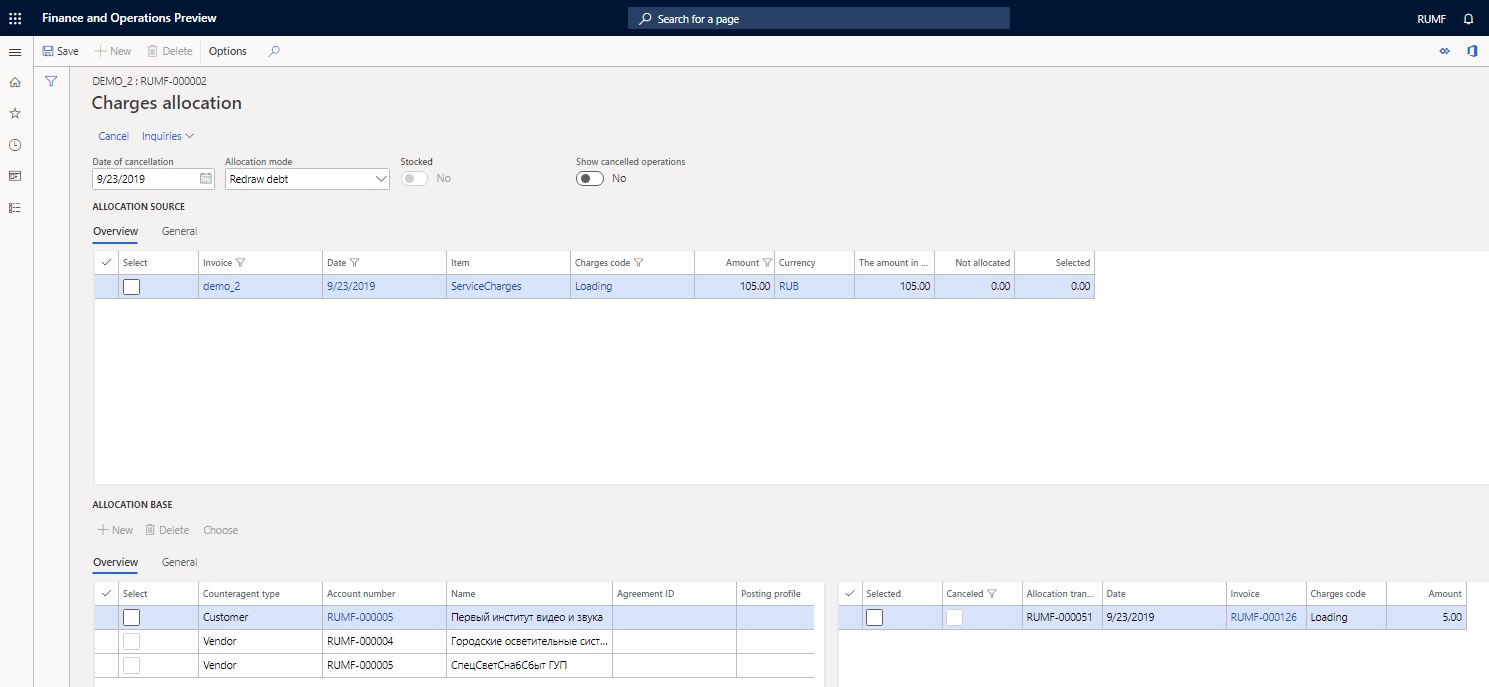 Finance and Operations Preview
Search for a page
RUMF
Save
New
Delete
Options
DEMO_2 : RUMF-000002
Charges allocation
Cancel
Inquiries
Date of cancellation
Allocation mode
Stocked
Show cancelled operations
9/23/2019
Redraw debt
No
No
ALLOCATION SOURCE
Overview
General
Select Invoice Date Item Charges code Amount Currency The amount in ... Not allocated Selected
demo_2 9/23/2019 ServiceCharges Loading 105.00 RUB 105.00 0.00 0.00
ALLOCATION BASE
New
Delete
Choose
Overview
General
Select Counteragent type Account number Name Agreement ID Posting profile
Customer RUMF-000005 Первый институт видео и звука
Vendor RUMF-000004 Городские осветительные сист...
Vendor RUMF-000005 СпецСветСнабСбыт ГУП
Selected Canceled Allocation tran... Date Invoice Charges code Amount
RUMF-000051 9/23/2019 RUMF-000126 Loading 5.00